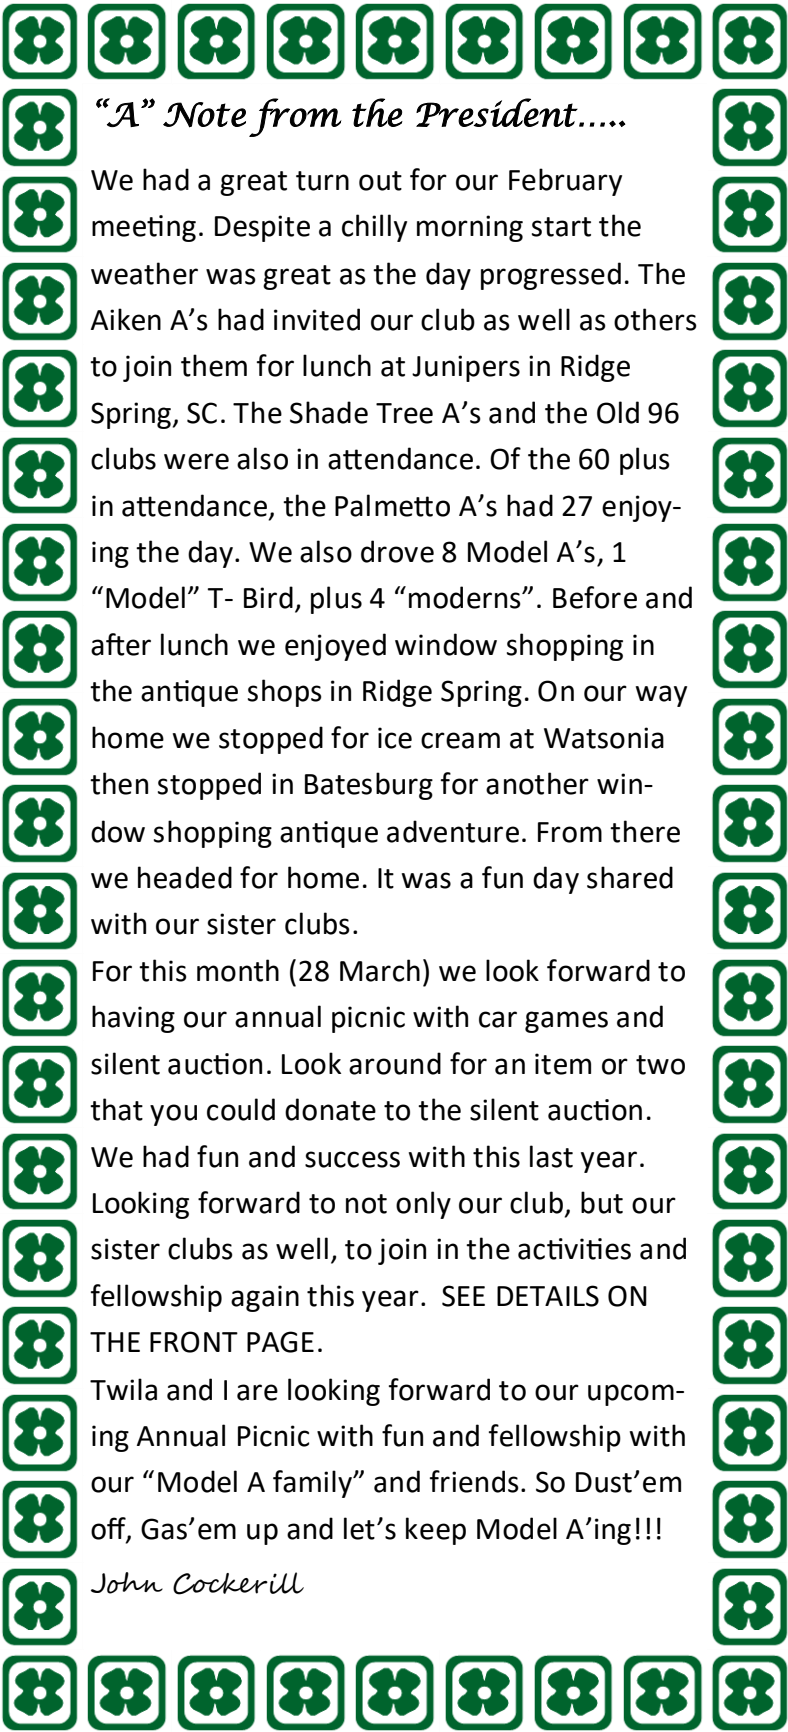 “A” Note from the President.....
We had a great turn out for our February
meeting. Despite a chilly morning start the
weather was great as the day progressed. The
Aiken A’s had invited our club as well as others
to join them for lunch at Junipers in Ridge
Spring, SC. The Shade Tree A’s and the Old 96
clubs were also in attendance. Of the 60 plus
in attendance, the Palmetto A’s had 27 enjoy-
ing the day. We also drove 8 Model A’s, 1
“Model” T- Bird, plus 4 “moderns”. Before and
after lunch we enjoyed window shopping in
the antique shops in Ridge Spring. On our way
home we stopped for ice cream at Watsonia
then stopped in Batesburg for another win-
dow shopping antique adventure. From there
we headed for home. It was a fun day shared
with our sister clubs.
For this month (28 March) we look forward to
having our annual picnic with car games and
silent auction. Look around for an item or two
that you could donate to the silent auction.
We had fun and success with this last year.
Looking forward to not only our club, but our
sister clubs as well, to join in the activities and
fellowship again this year.  SEE DETAILS ON
THE FRONT PAGE.
Twila and I are looking forward to our upcom-
ing Annual Picnic with fun and fellowship with
our “Model A family” and friends. So Dust’em
off, Gas’em up and let’s keep Model A’ing!!!
John Cockerill